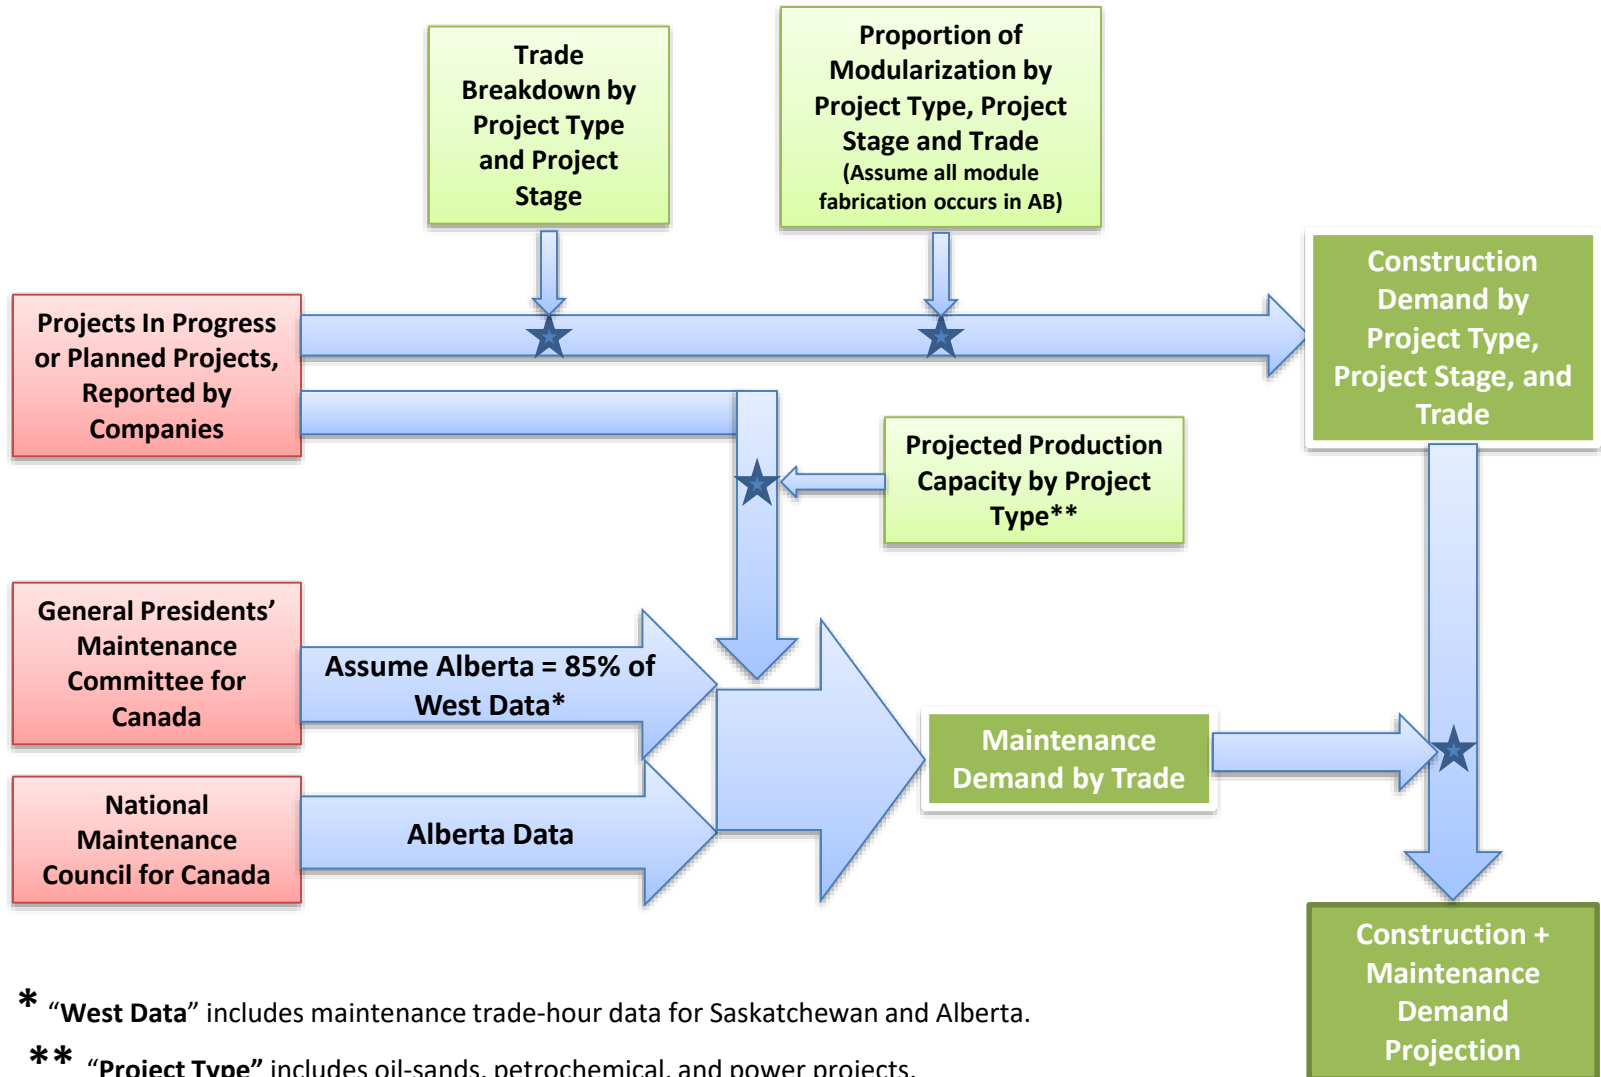 Trade
Breakdown by
Project Type
and Project
Stage
Proportion of
Modularization by
Project Type, Project
Stage and Trade
(Assume all module
fabrication occurs in AB)
Projects In Progress
or Planned Projects,
Reported by
Companies
Construction
Demand by
Project Type,
Project Stage, and
Trade
Projected Production
Capacity by Project
Type**
General Presidents’
Maintenance
Committee for
Canada
Assume Alberta = 85% of
West Data*
Maintenance
Demand by Trade
National
Maintenance
Council for Canada
Alberta Data
Construction +
Maintenance
Demand
Projection
* “West Data” includes maintenance trade-hour data for Saskatchewan and Alberta.
** “Project Type” includes oil-sands, petrochemical, and power projects.